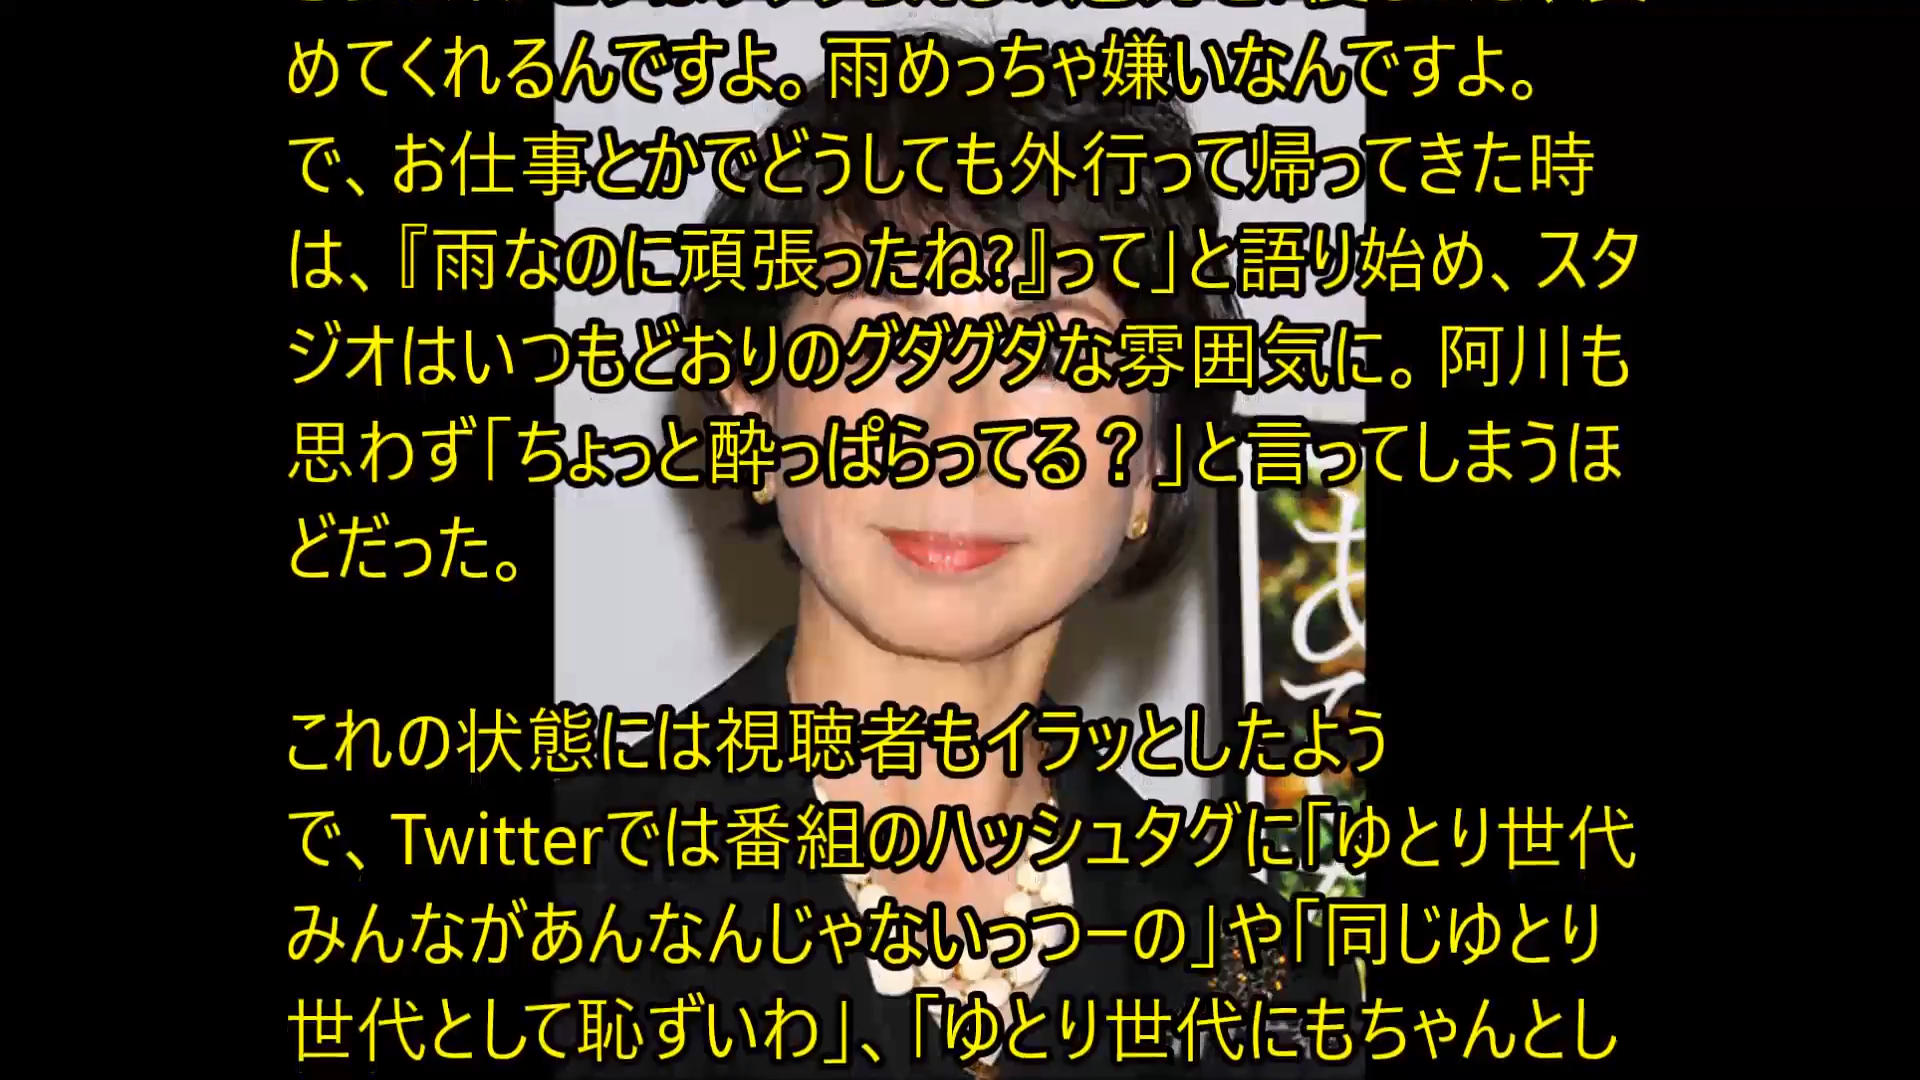 めてくれるんですよ。雨めっちゃ嫌いなんですよ。
で、お仕事とかでどうしても外行って帰ってきた時
は、『雨なのに頑張ったね?』って」と語り始め、スタ
ジオはいつもどおりのグダグダな雰囲気に。阿川も
思わず「ちょっと酔っぱらってる？」と言ってしまうほ
どだった。
これの状態には視聴者もイラッとしたよう
で、Twitterでは番組のハッシュタグに「ゆとり世代
みんながあんなんじゃないっつーの」や「同じゆとり
世代として恥ずいわ」、「ゆとり世代にもちゃんとし